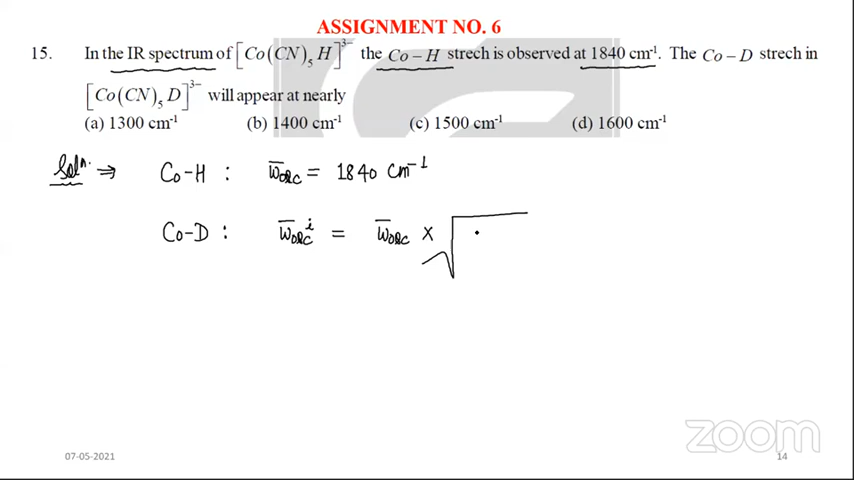 ASSIGNMENT NO. 6
15. In the IR spectrum of [Co(CN)₅H]³⁻ the Co – H strech is observed at 1840 cm⁻¹. The Co – D strech in
[Co(CN)₅D]³⁻ will appear at nearly
(a) 1300 cm⁻¹ (b) 1400 cm⁻¹ (c) 1500 cm⁻¹ (d) 1600 cm⁻¹
Solⁿ. ⇒ Co-H : ω̅osc = 1840 cm⁻¹
Co-D : ω̅oscⁱ = ω̅osc × √
zoom
07-05-2021 14